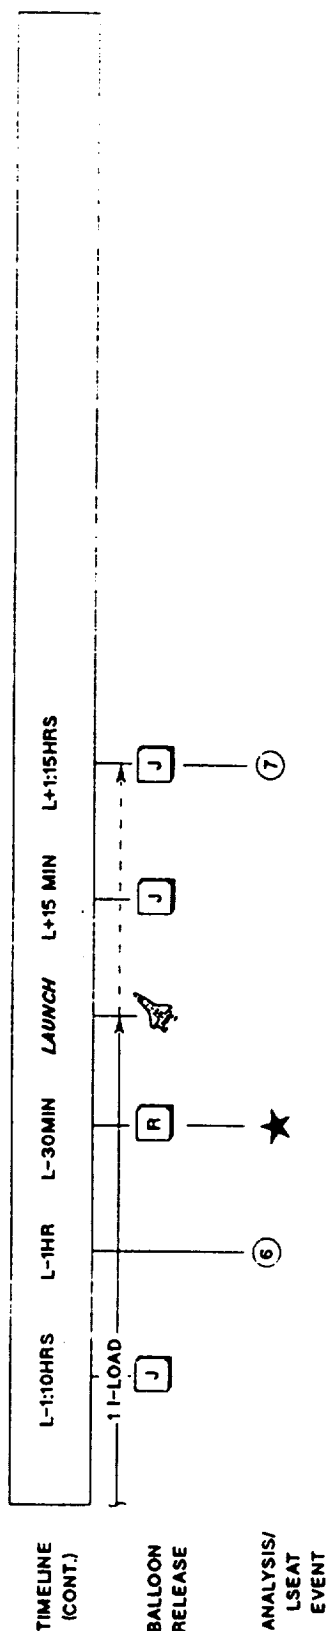 TIMELINE
(CONT.)
L-1:10HRS
L-1HR
L-30MIN
LAUNCH
L+15 MIN
L+1:15HRS
1 I-LOAD
BALLOON
RELEASE
J
R
J
J
ANALYSIS/
LSEAT
EVENT
6
7